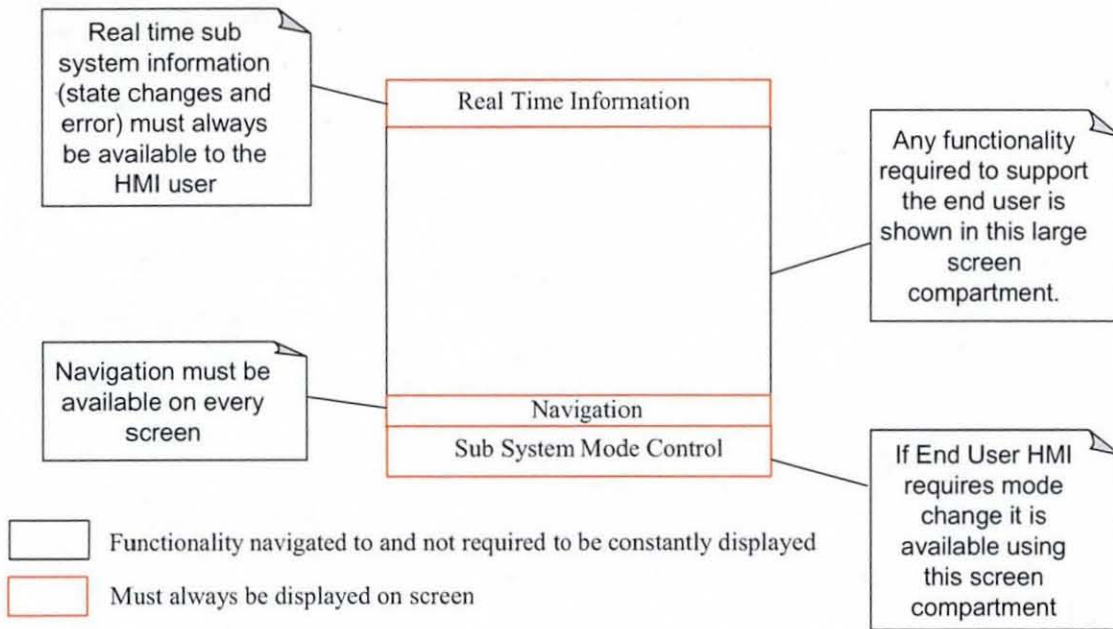 Real time sub
system information
(state changes and
error) must always
be available to the
HMI user
Real Time Information
Any functionality
required to support
the end user is
shown in this large
screen
compartment.
Navigation must be
available on every
screen
Navigation
Sub System Mode Control
If End User HMI
requires mode
change it is
available using
this screen
compartment
Functionality navigated to and not required to be constantly displayed
Must always be displayed on screen